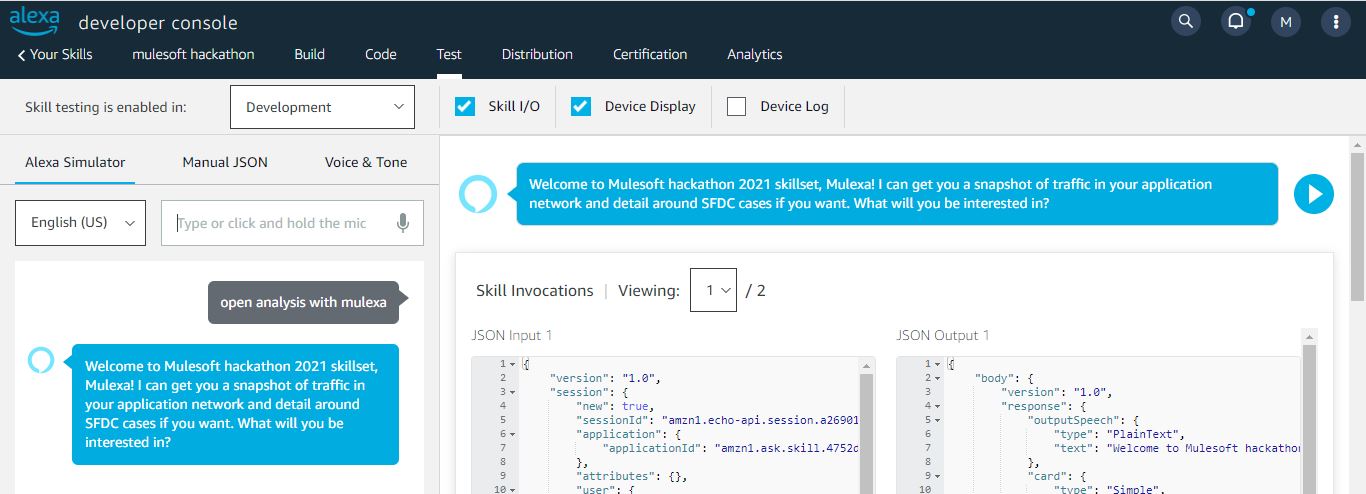 alexa developer console
M
Your Skills mulesoft hackathon Build Code Test Distribution Certification Analytics
Skill testing is enabled in: Development Skill I/O Device Display Device Log
Alexa Simulator Manual JSON Voice & Tone
English (US) Type or click and hold the mic
open analysis with mulexa
Welcome to Mulesoft hackathon 2021 skillset,
Mulexa! I can get you a snapshot of traffic in
your application network and detail around
SFDC cases if you want. What will you be
interested in?
Welcome to Mulesoft hackathon 2021 skillset, Mulexa! I can get you a snapshot of traffic in your application
network and detail around SFDC cases if you want. What will you be interested in?
Skill Invocations | Viewing: 1 / 2
JSON Input 1
1 {
2 "version": "1.0",
3 "session": {
4 "new": true,
5 "sessionId": "amzn1.echo-api.session.a26901
6 "application": {
7 "applicationId": "amzn1.ask.skill.4752d
8 },
9 "attributes": {},
10 "user": {
JSON Output 1
1 {
2 "body": {
3 "version": "1.0",
4 "response": {
5 "outputSpeech": {
6 "type": "PlainText",
7 "text": "Welcome to Mulesoft hackathon
8 },
9 "card": {
10 "type": "Simple",